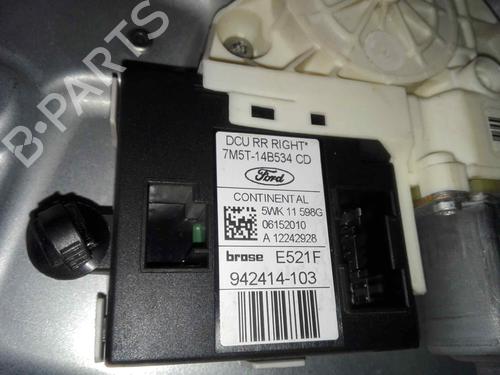 B-PARTS
DCU RR RIGHT*
7M5T-14B534 CD
Ford
CONTINENTAL
5WK 11 598G
06152010
A 12242928
brose E521F
942414-103